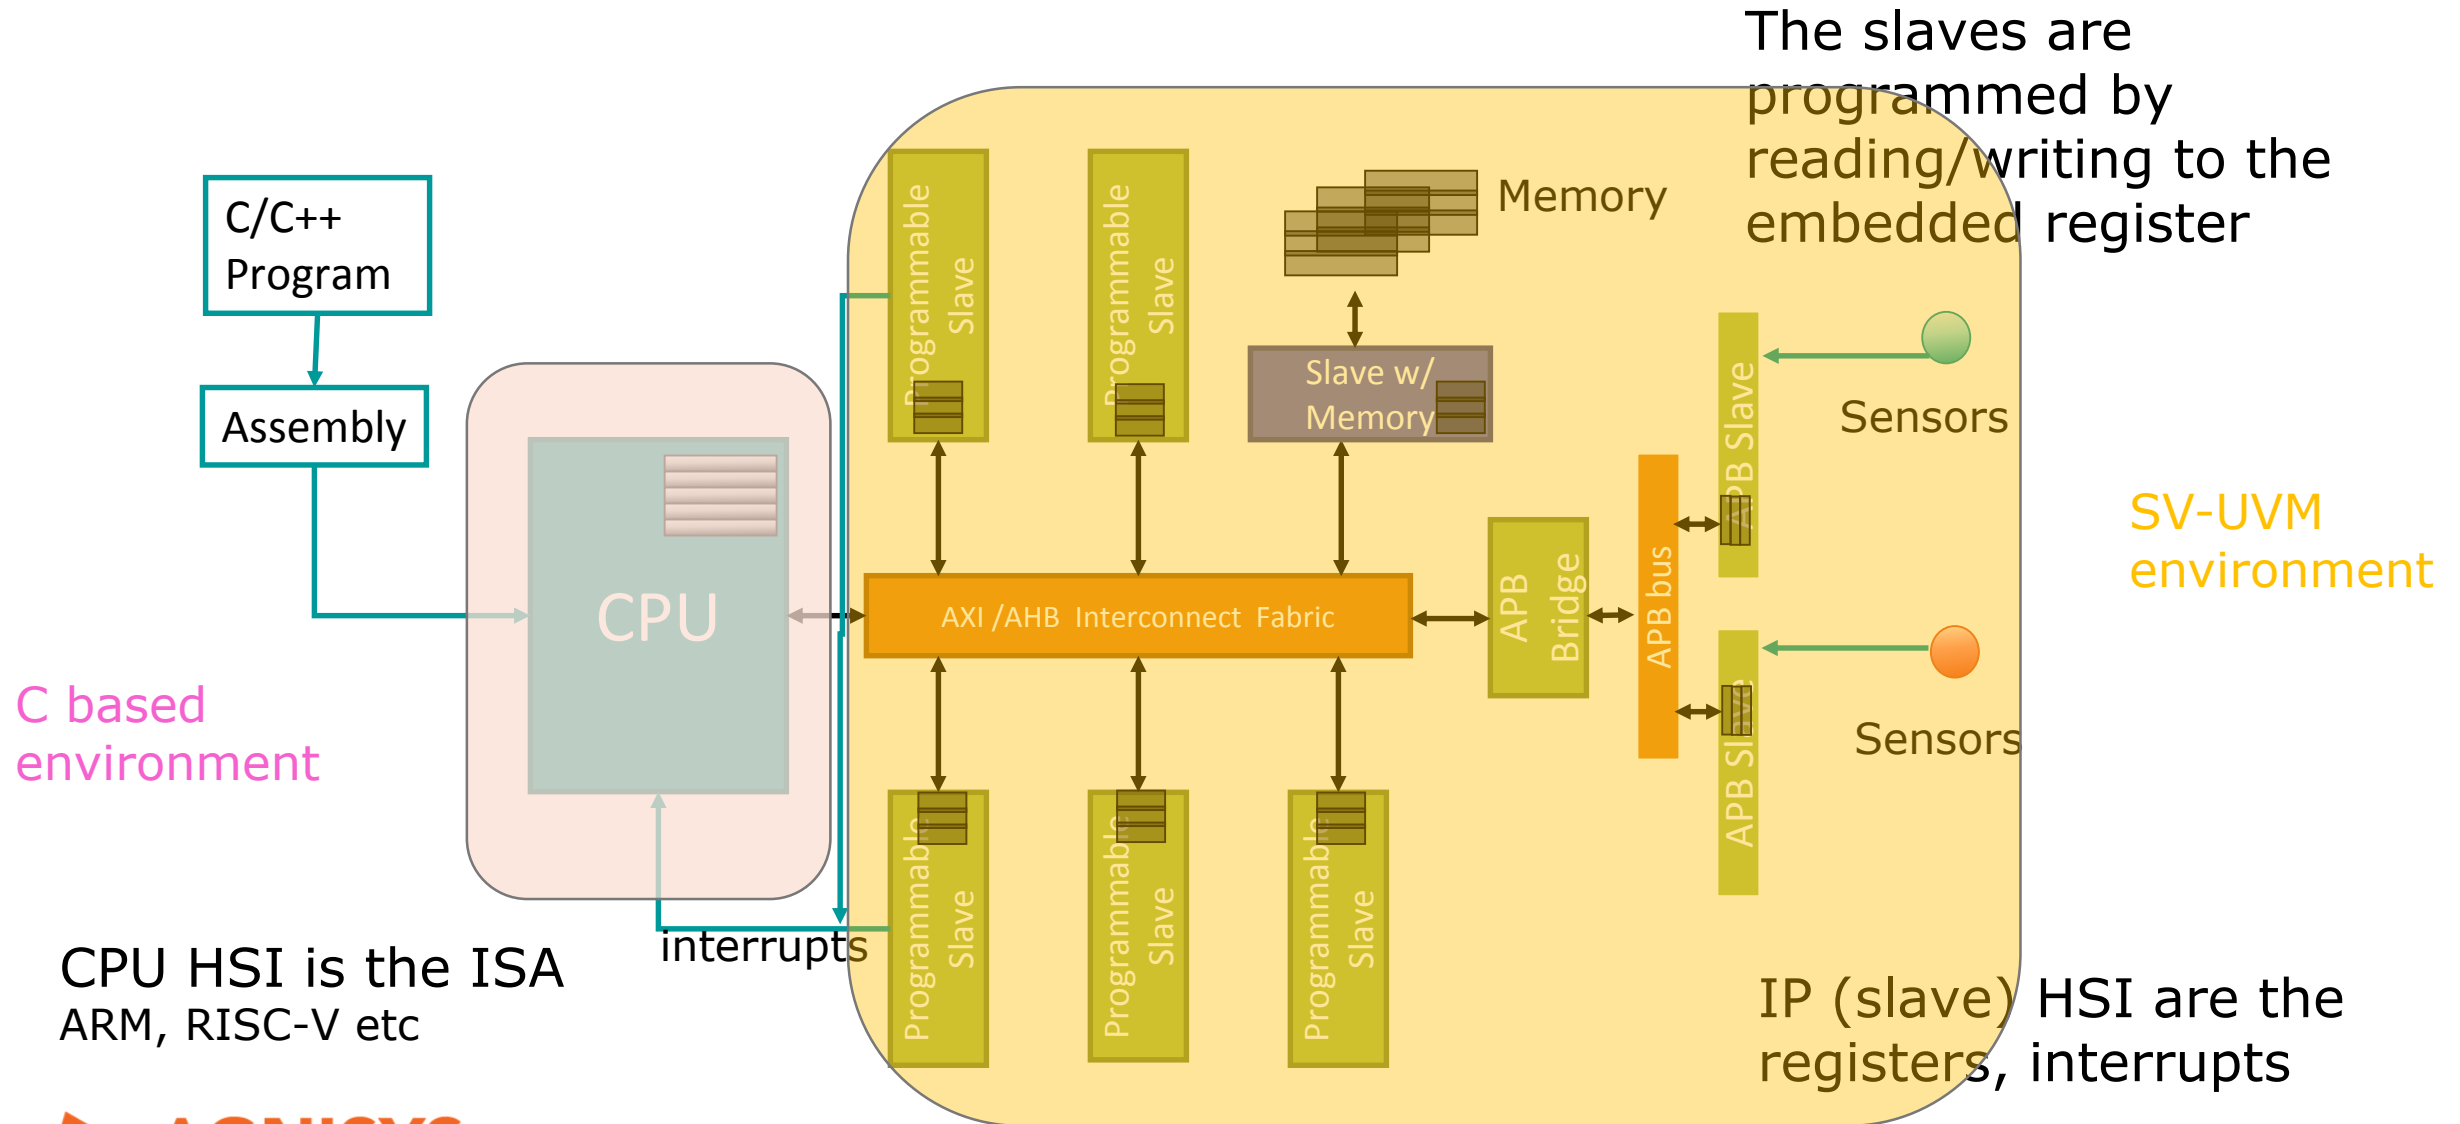 The slaves are
programmed by
reading/writing to the
embedded register
C/C++
Program
Assembly
Programmable
Slave
Programmable
Slave
Memory
Slave w/
Memory
APB Slave
Sensors
SV-UVM
environment
CPU
AXI /AHB Interconnect Fabric
APB
Bridge
APB bus
C based
environment
APB Slave
Sensors
interrupts
Programmable
Slave
Programmable
Slave
Programmable
Slave
CPU HSI is the ISA
ARM, RISC-V etc
IP (slave) HSI are the
registers, interrupts
AGNISYS